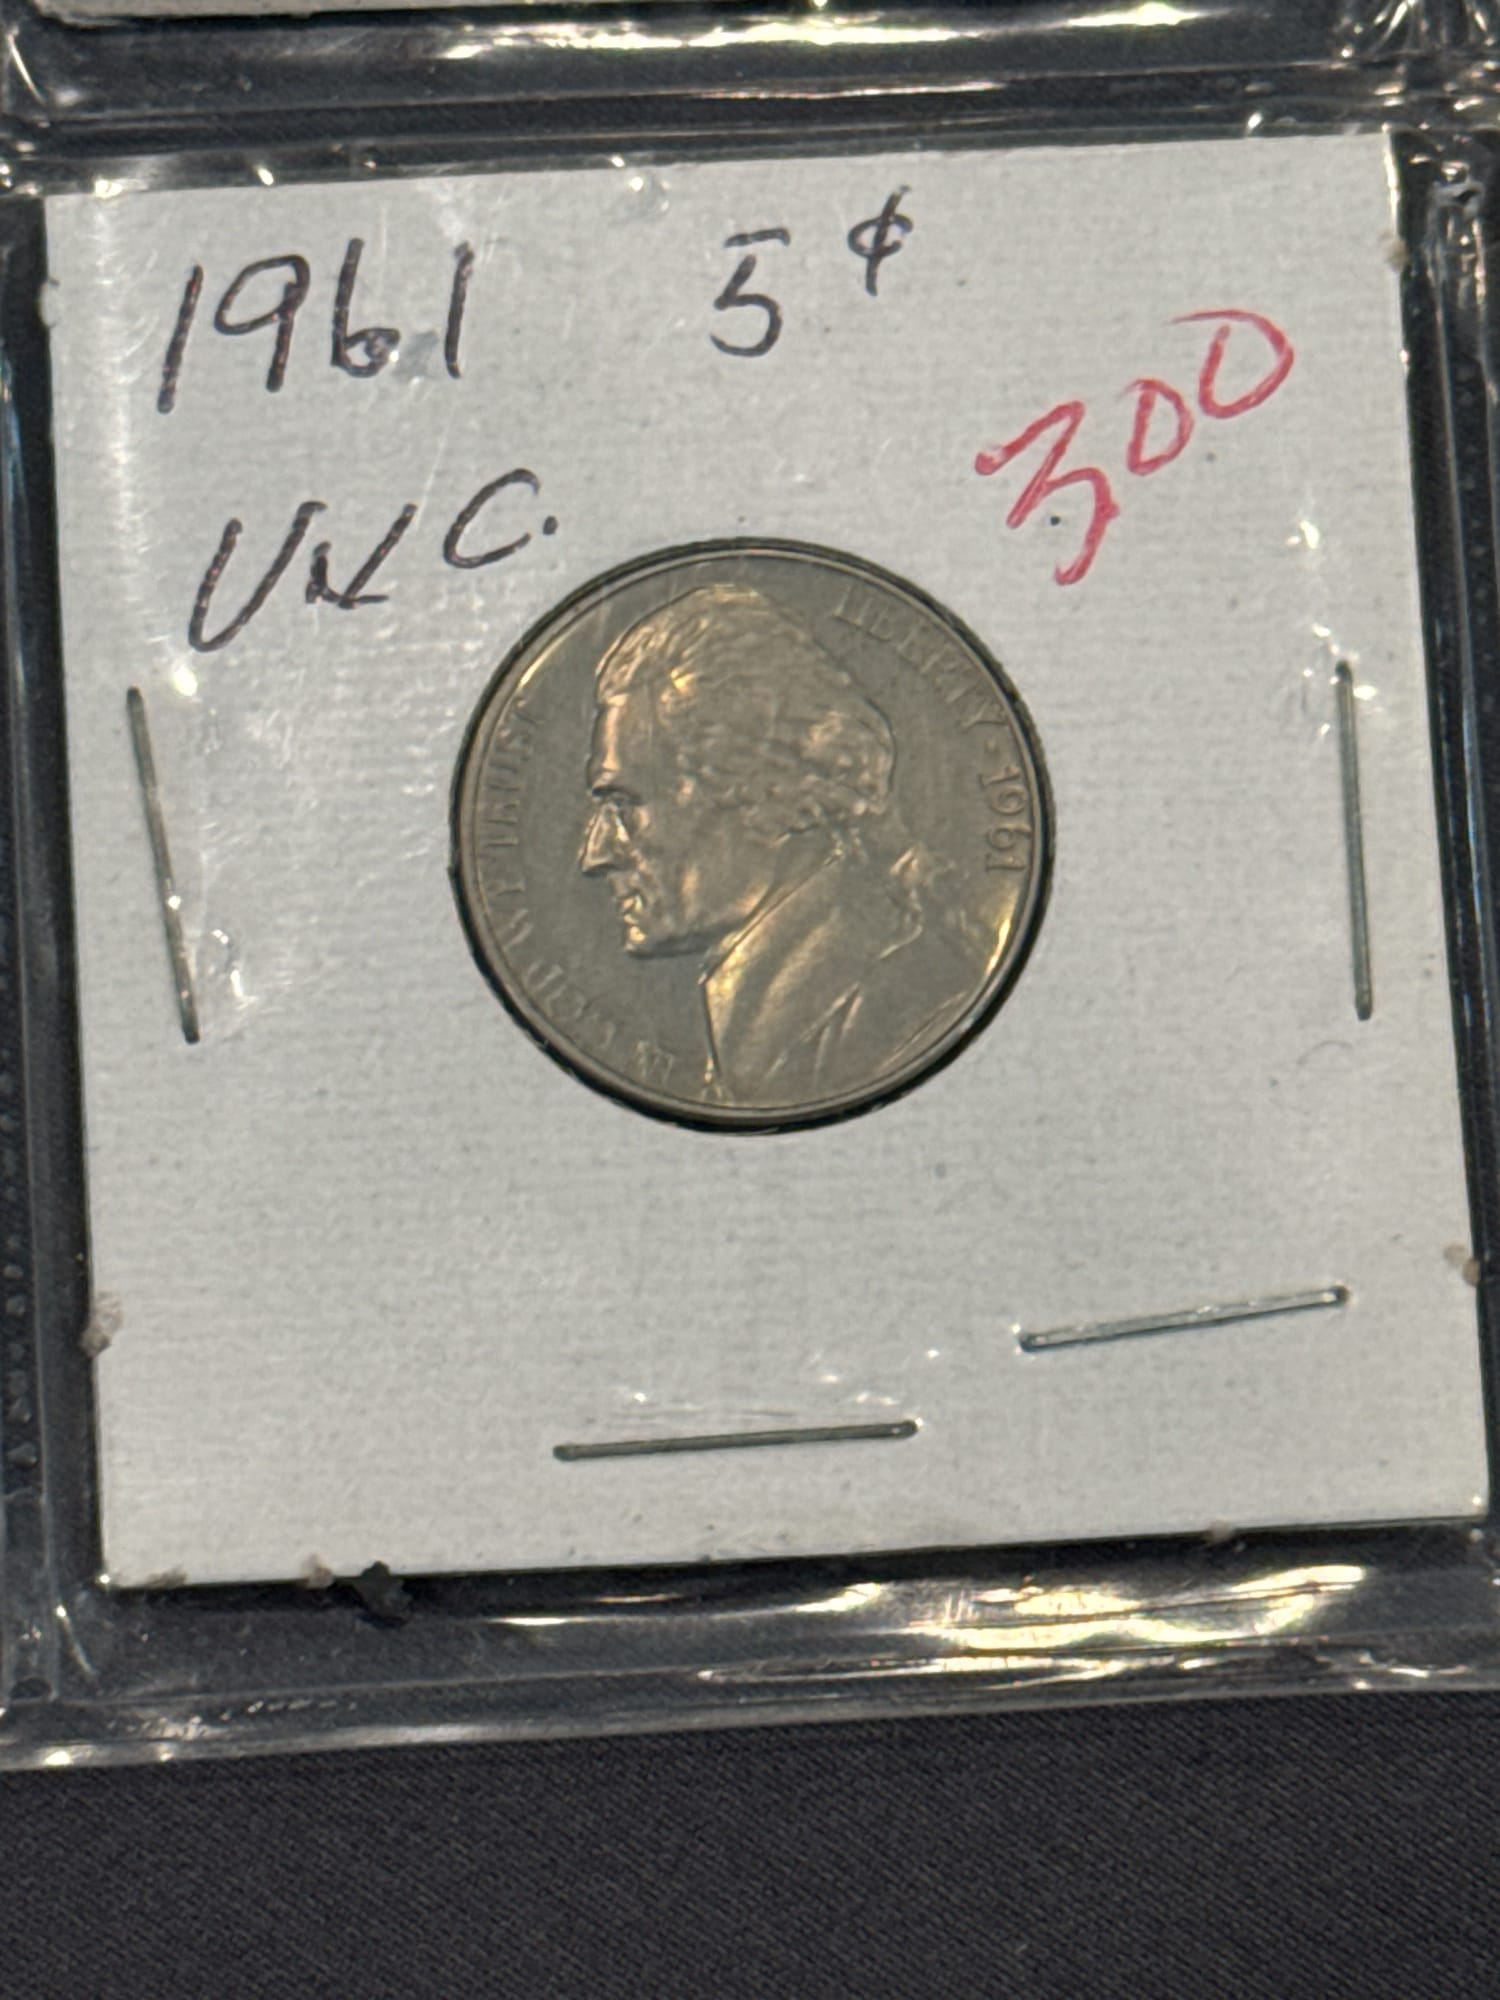 1961 5¢
300
UNC.
LIBERTY · 1961
IN GOD WE TRUST